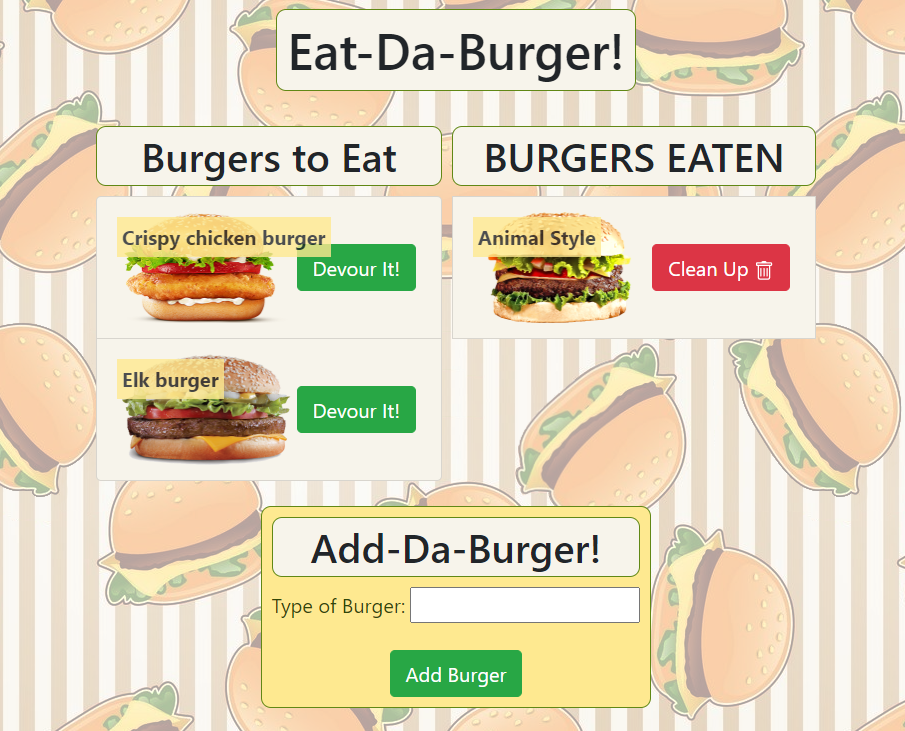 Eat-Da-Burger!
Burgers to Eat
Crispy chicken burger
Devour It!
Elk burger
Devour It!
BURGERS EATEN
Animal Style
Clean Up
Add-Da-Burger!
Type of Burger:
Add Burger